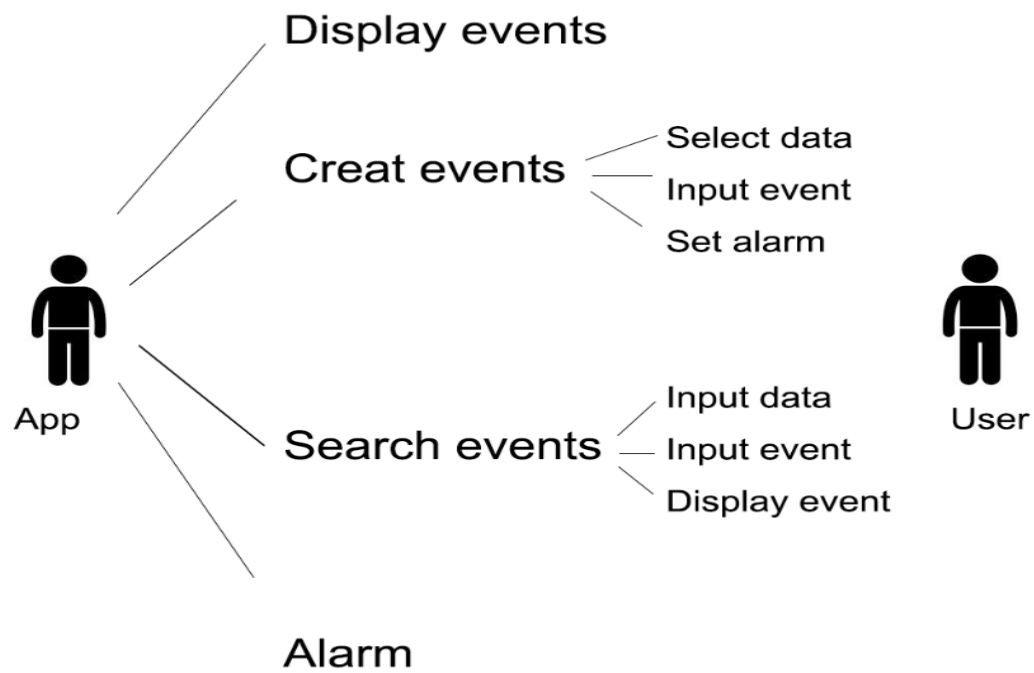 Display events
Creat events
Select data
Input event
Set alarm
App
User
Search events
Input data
Input event
Display event
Alarm